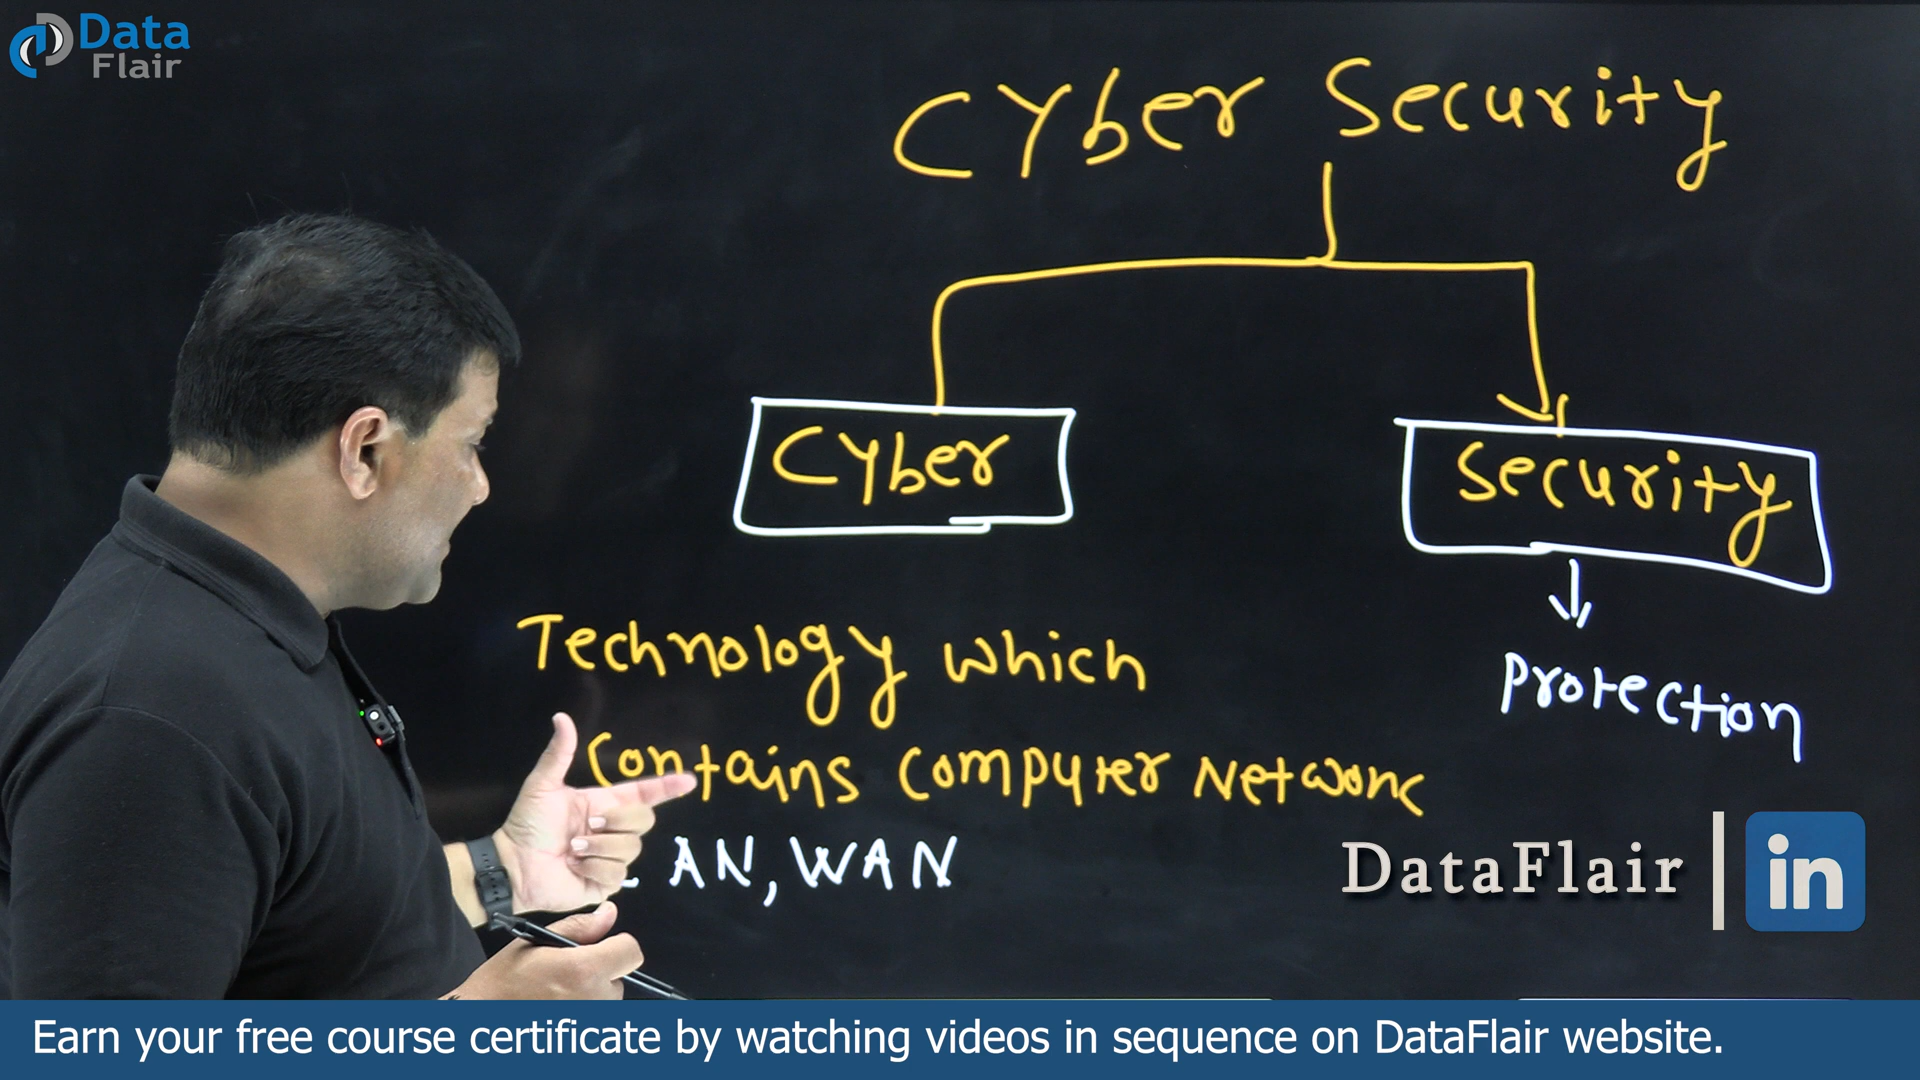 Data
Flair
Cyber Security
Cyber
Security
Protection
Technology which
contains computer Network
LAN, WAN
DataFlair
in
Earn your free course certificate by watching videos in sequence on DataFlair website.